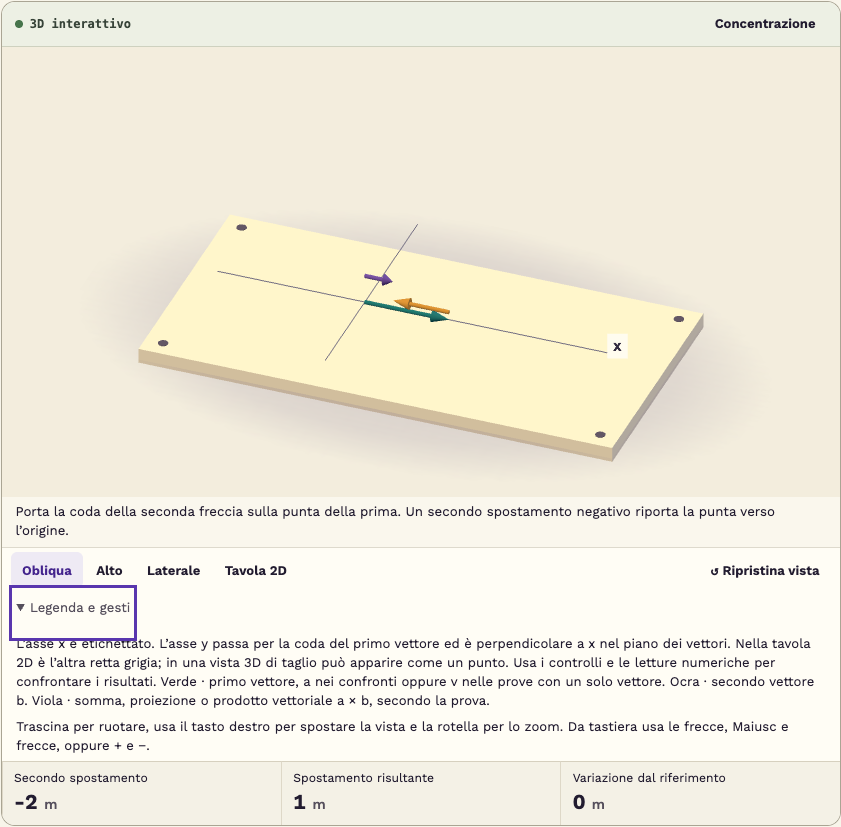 3D interattivo
Concentrazione
x
Porta la coda della seconda freccia sulla punta della prima. Un secondo spostamento negativo riporta la punta verso
l’origine.
Obliqua Alto Laterale Tavola 2D ↺ Ripristina vista
▼ Legenda e gesti
L’asse x è etichettato. L’asse y passa per la coda del primo vettore ed è perpendicolare a x nel piano dei vettori. Nella tavola
2D è l’altra retta grigia; in una vista 3D di taglio può apparire come un punto. Usa i controlli e le letture numeriche per
confrontare i risultati. Verde · primo vettore, a nei confronti oppure v nelle prove con un solo vettore. Ocra · secondo vettore
b. Viola · somma, proiezione o prodotto vettoriale a × b, secondo la prova.
Trascina per ruotare, usa il tasto destro per spostare la vista e la rotella per lo zoom. Da tastiera usa le frecce, Maiusc e
frecce, oppure + e −.
Secondo spostamento
-2 m
Spostamento risultante
1 m
Variazione dal riferimento
0 m